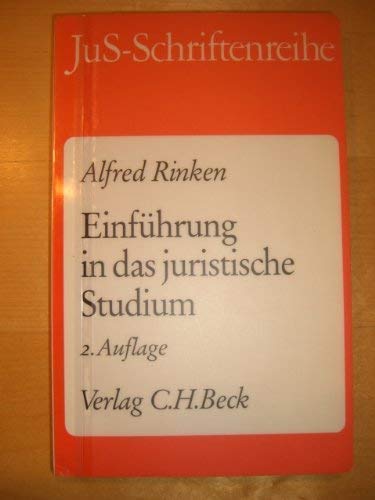 JuS-Schriftenreihe
Alfred Rinken
Einführung
in das juristische
Studium
2. Auflage
Verlag C.H.Beck